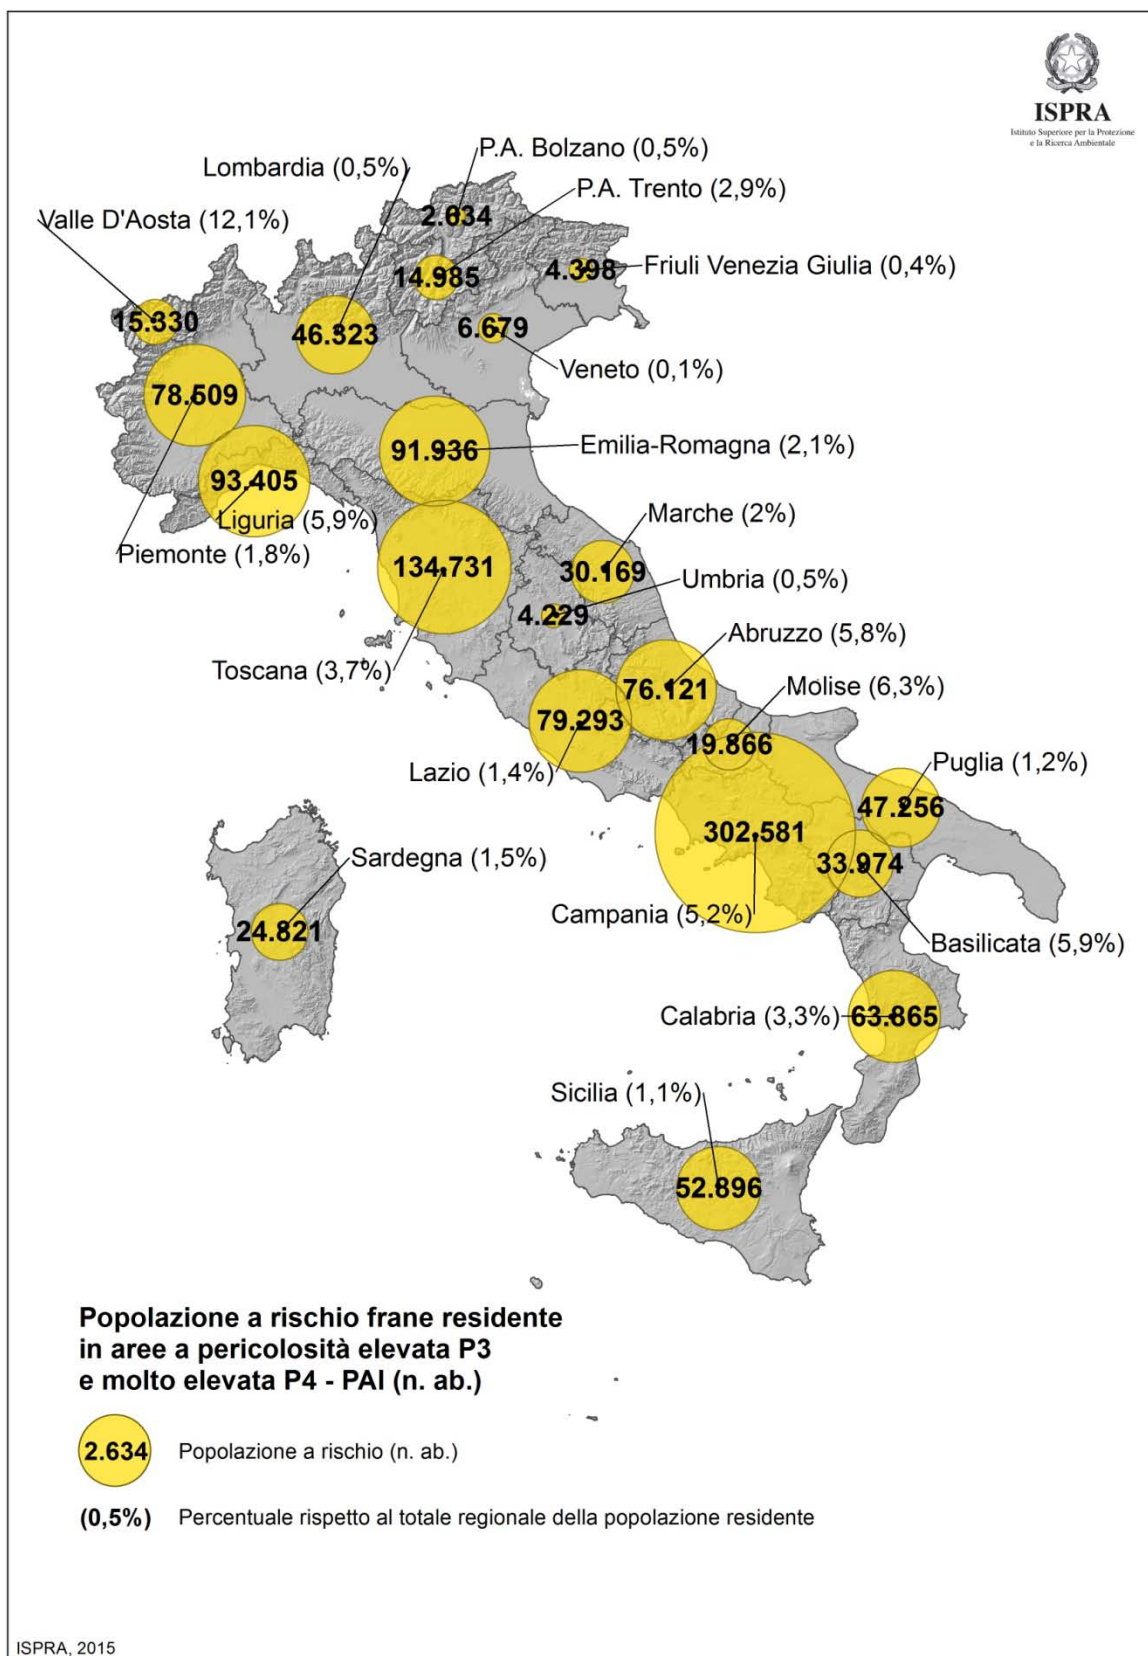 ISPRA
Istituto Superiore per la Protezione
e la Ricerca Ambientale
P.A. Bolzano (0,5%)
Lombardia (0,5%)
P.A. Trento (2,9%)
Valle D'Aosta (12,1%)
2.634
Friuli Venezia Giulia (0,4%)
4.398
14.985
15.330
46.323
6.679
Veneto (0,1%)
78.509
91.936
Emilia-Romagna (2,1%)
93.405
Liguria (5,9%)
Marche (2%)
Piemonte (1,8%)
134.731
30.169
Umbria (0,5%)
4.229
Abruzzo (5,8%)
Toscana (3,7%)
76.121
Molise (6,3%)
79.293
19.866
Lazio (1,4%)
Puglia (1,2%)
47.256
302.581
Sardegna (1,5%)
33.974
Campania (5,2%)
24.821
Basilicata (5,9%)
Calabria (3,3%)
63.865
Sicilia (1,1%)
52.896
Popolazione a rischio frane residente
in aree a pericolosità elevata P3
e molto elevata P4 - PAI (n. ab.)
2.634 Popolazione a rischio (n. ab.)
(0,5%) Percentuale rispetto al totale regionale della popolazione residente
ISPRA, 2015